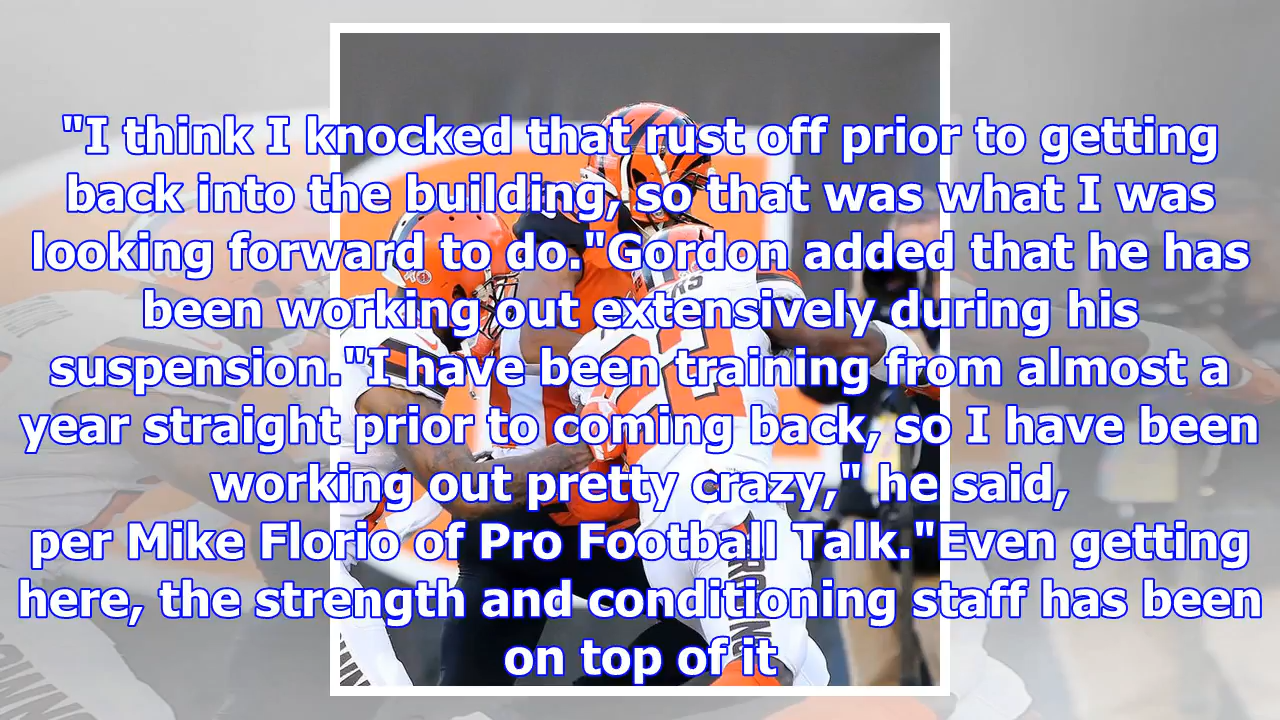 "I think I knocked that rust off prior to getting
back into the building, so that was what I was
looking forward to do."Gordon added that he has
been working out extensively during his
suspension."I have been training from almost a
year straight prior to coming back, so I have been
working out pretty crazy," he said,
per Mike Florio of Pro Football Talk."Even getting
here, the strength and conditioning staff has been
on top of it